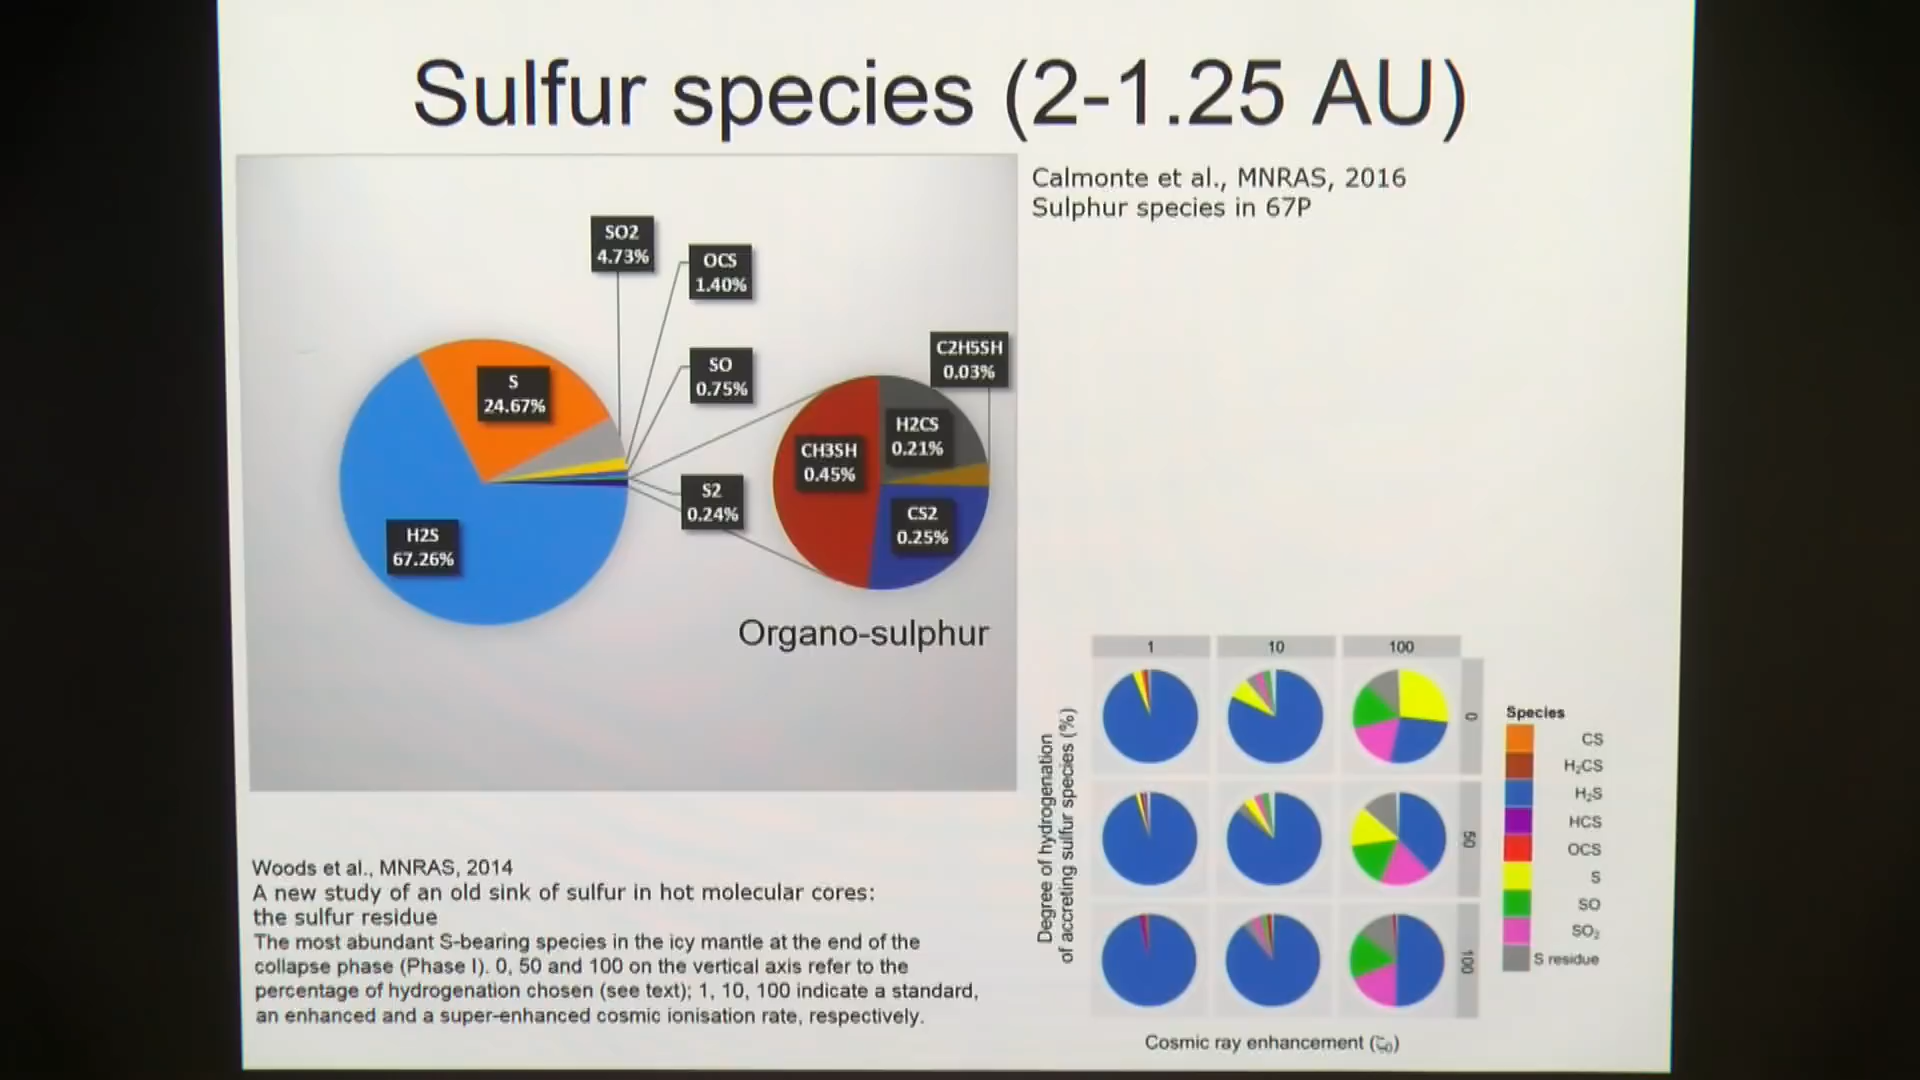 Sulfur species (2-1.25 AU)
Calmonte et al., MNRAS, 2016
Sulphur species in 67P
SO2
4.73%
OCS
1.40%
SO
0.75%
S2
0.24%
S
24.67%
H2S
67.26%
C2H5SH
0.03%
H2CS
0.21%
CH3SH
0.45%
CS2
0.25%
Organo-sulphur
Woods et al., MNRAS, 2014
A new study of an old sink of sulfur in hot molecular cores:
the sulfur residue
The most abundant S-bearing species in the icy mantle at the end of the
collapse phase (Phase I). 0, 50 and 100 on the vertical axis refer to the
percentage of hydrogenation chosen (see text); 1, 10, 100 indicate a standard,
an enhanced and a super-enhanced cosmic ionisation rate, respectively.
1
10
100
0
50
100
Degree of hydrogenation
of accreting sulfur species (%)
Cosmic ray enhancement (ζ₀)
Species
CS
H₂CS
H₂S
HCS
OCS
S
SO
SO₂
S residue